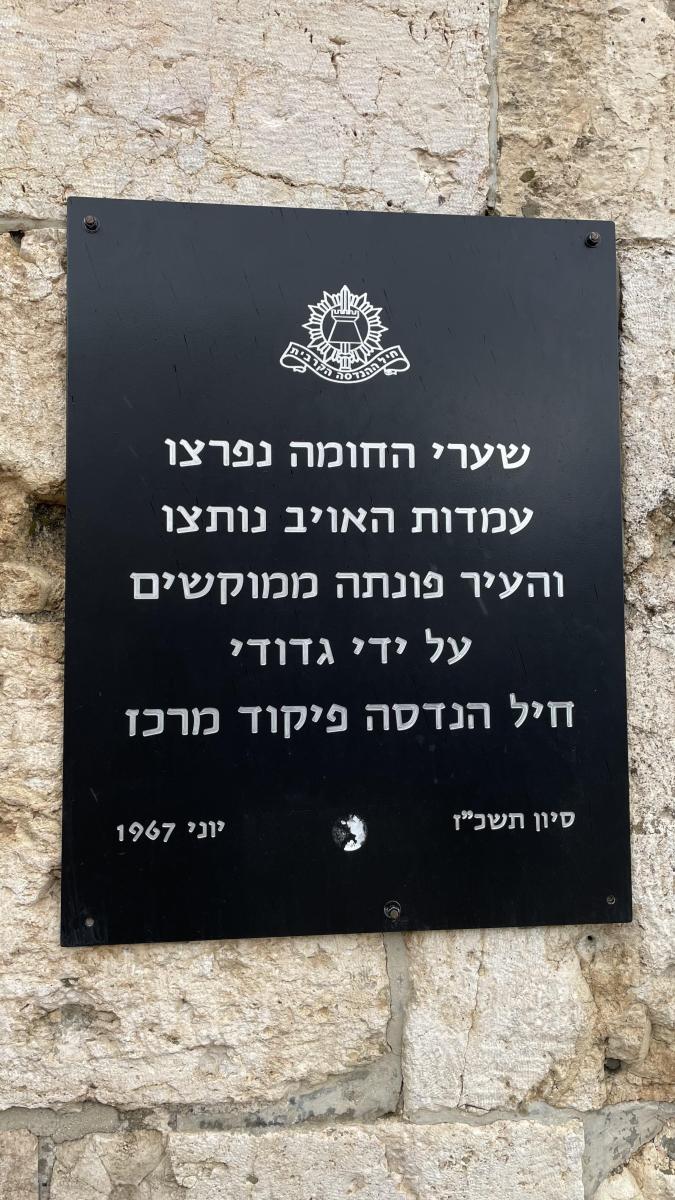 חיל ההנדסה הקרבית
שערי החומה נפרצו
עמדות האויב נותצו
והעיר פונתה ממוקשים
על ידי גדודי
חיל הנדסה פיקוד מרכז
סיון תשכ"ז יוני 1967